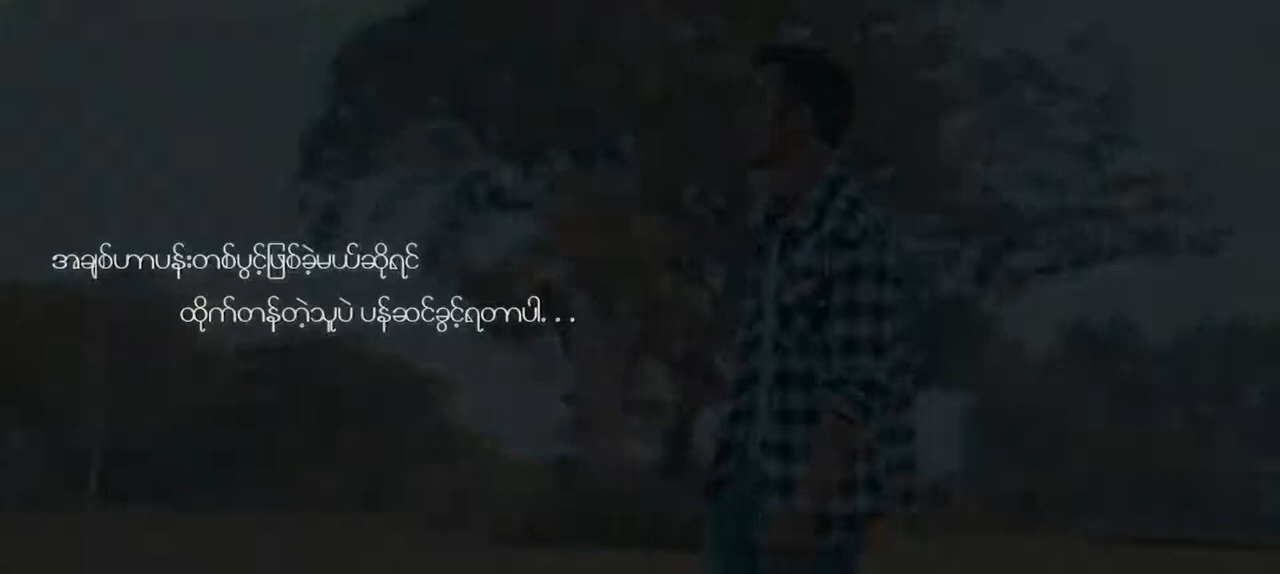 အချစ်ဟာပန်းတစ်ပွင့်ဖြစ်ခဲ့မယ်ဆိုရင်
ထိုက်တန်တဲ့သူပဲ ပန်ဆင်ခွင့်ရတာပါ. . .